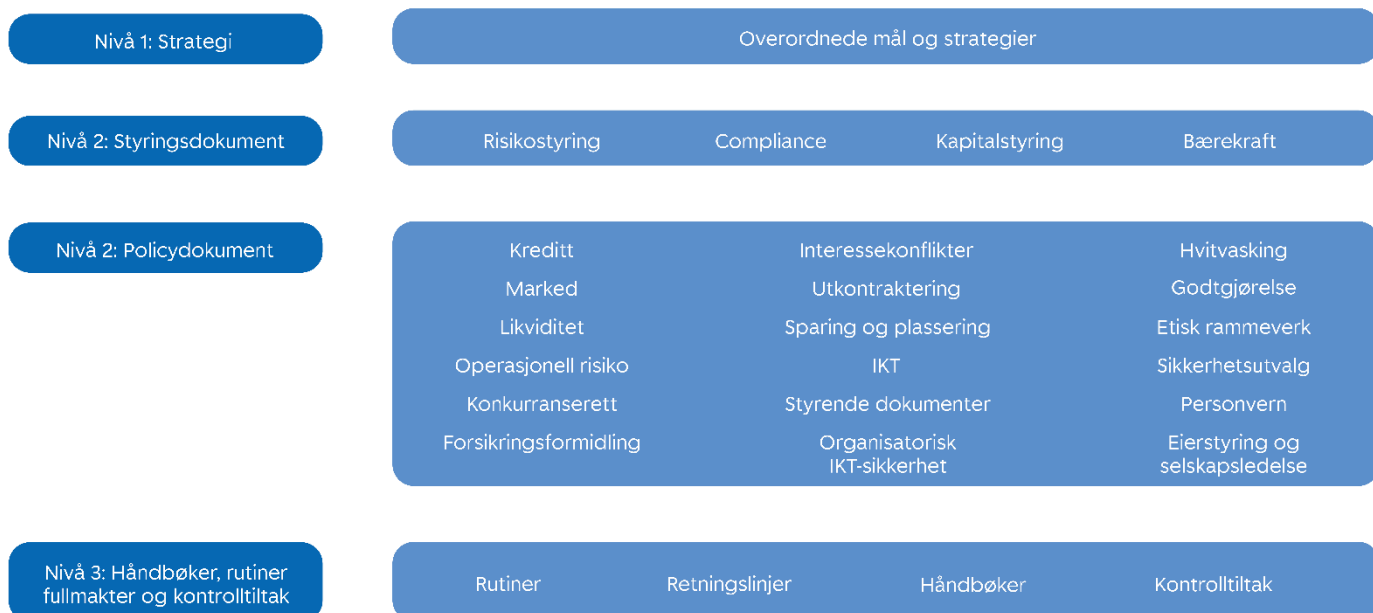 Nivå 1: Strategi
Overordnede mål og strategier
Nivå 2: Styringsdokument
Risikostyring
Compliance
Kapitalstyring
Bærekraft
Nivå 2: Policydokument
Kreditt
Interessekonflikter
Hvitvasking
Marked
Utkontraktering
Godtgjørelse
Likviditet
Sparing og plassering
Etisk rammeverk
Operasjonell risiko
IKT
Sikkerhetsutvalg
Konkurranserett
Styrende dokumenter
Personvern
Forsikringsformidling
Organisatorisk
IKT-sikkerhet
Eierstyring og
selskapsledelse
Nivå 3: Håndbøker, rutiner
fullmakter og kontrolltiltak
Rutiner
Retningslinjer
Håndbøker
Kontrolltiltak